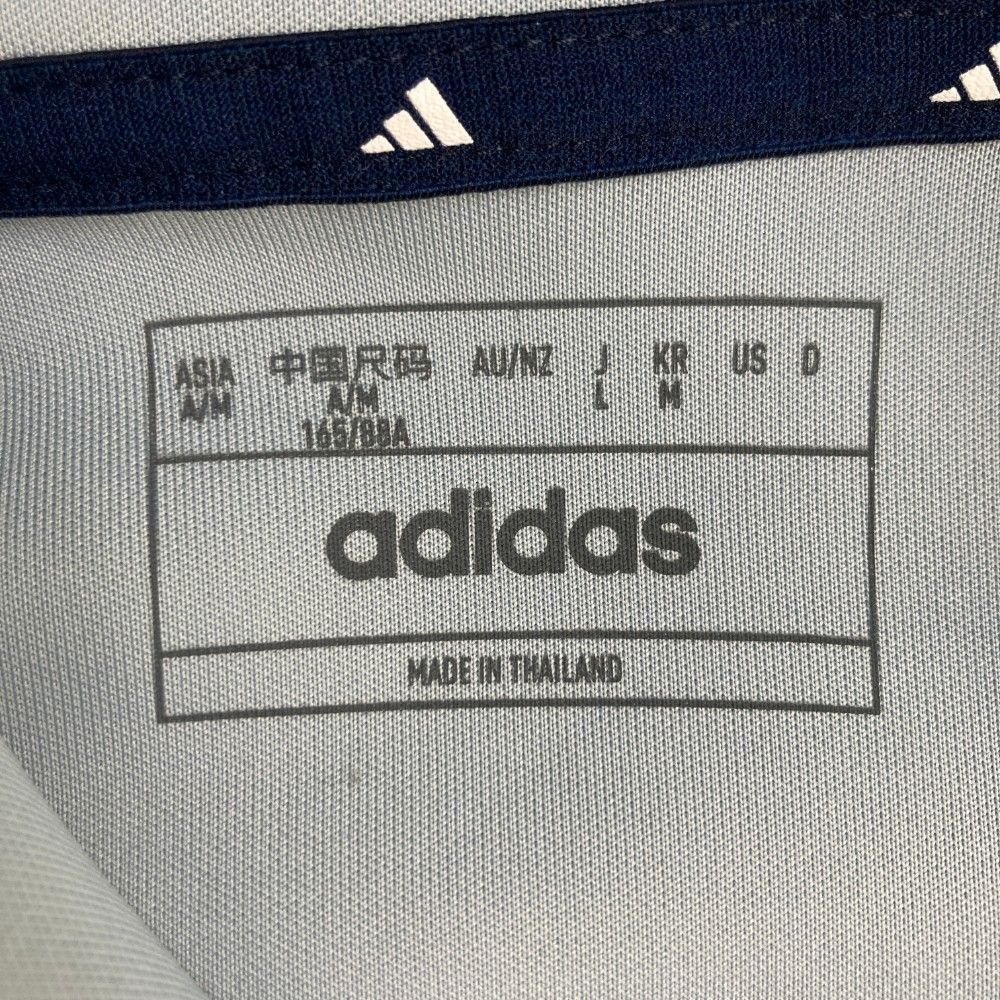 ASIA 中国尺码 AU/NZ J KR US D
A/M A/M L M
165/88A
adidas
MADE IN THAILAND